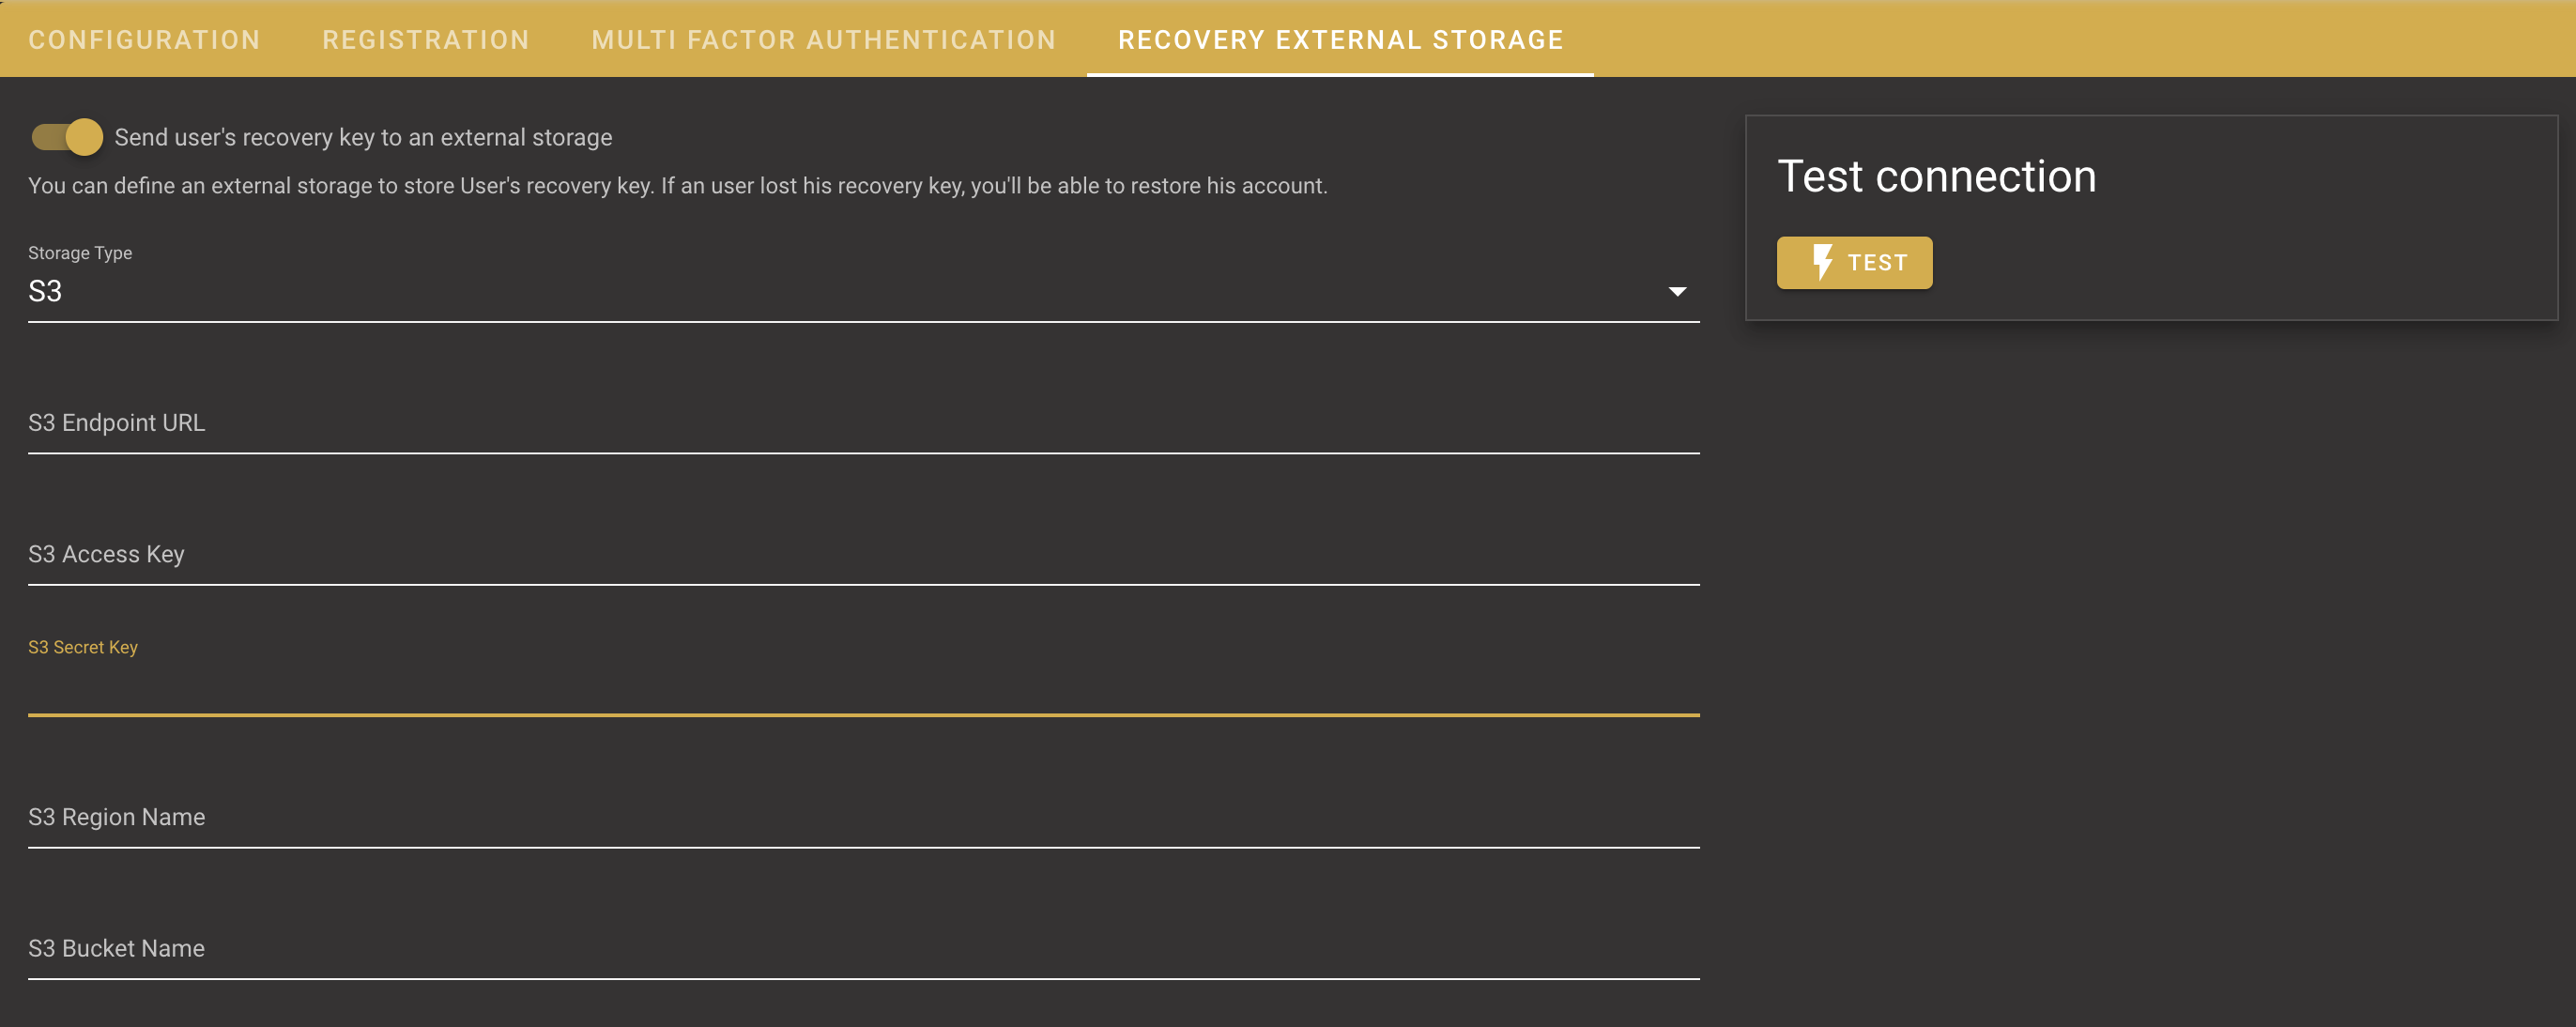 CONFIGURATION REGISTRATION MULTI FACTOR AUTHENTICATION RECOVERY EXTERNAL STORAGE
Send user's recovery key to an external storage
You can define an external storage to store User's recovery key. If an user lost his recovery key, you'll be able to restore his account.
Storage Type
S3
S3 Endpoint URL
S3 Access Key
S3 Secret Key
S3 Region Name
S3 Bucket Name
Test connection
TEST